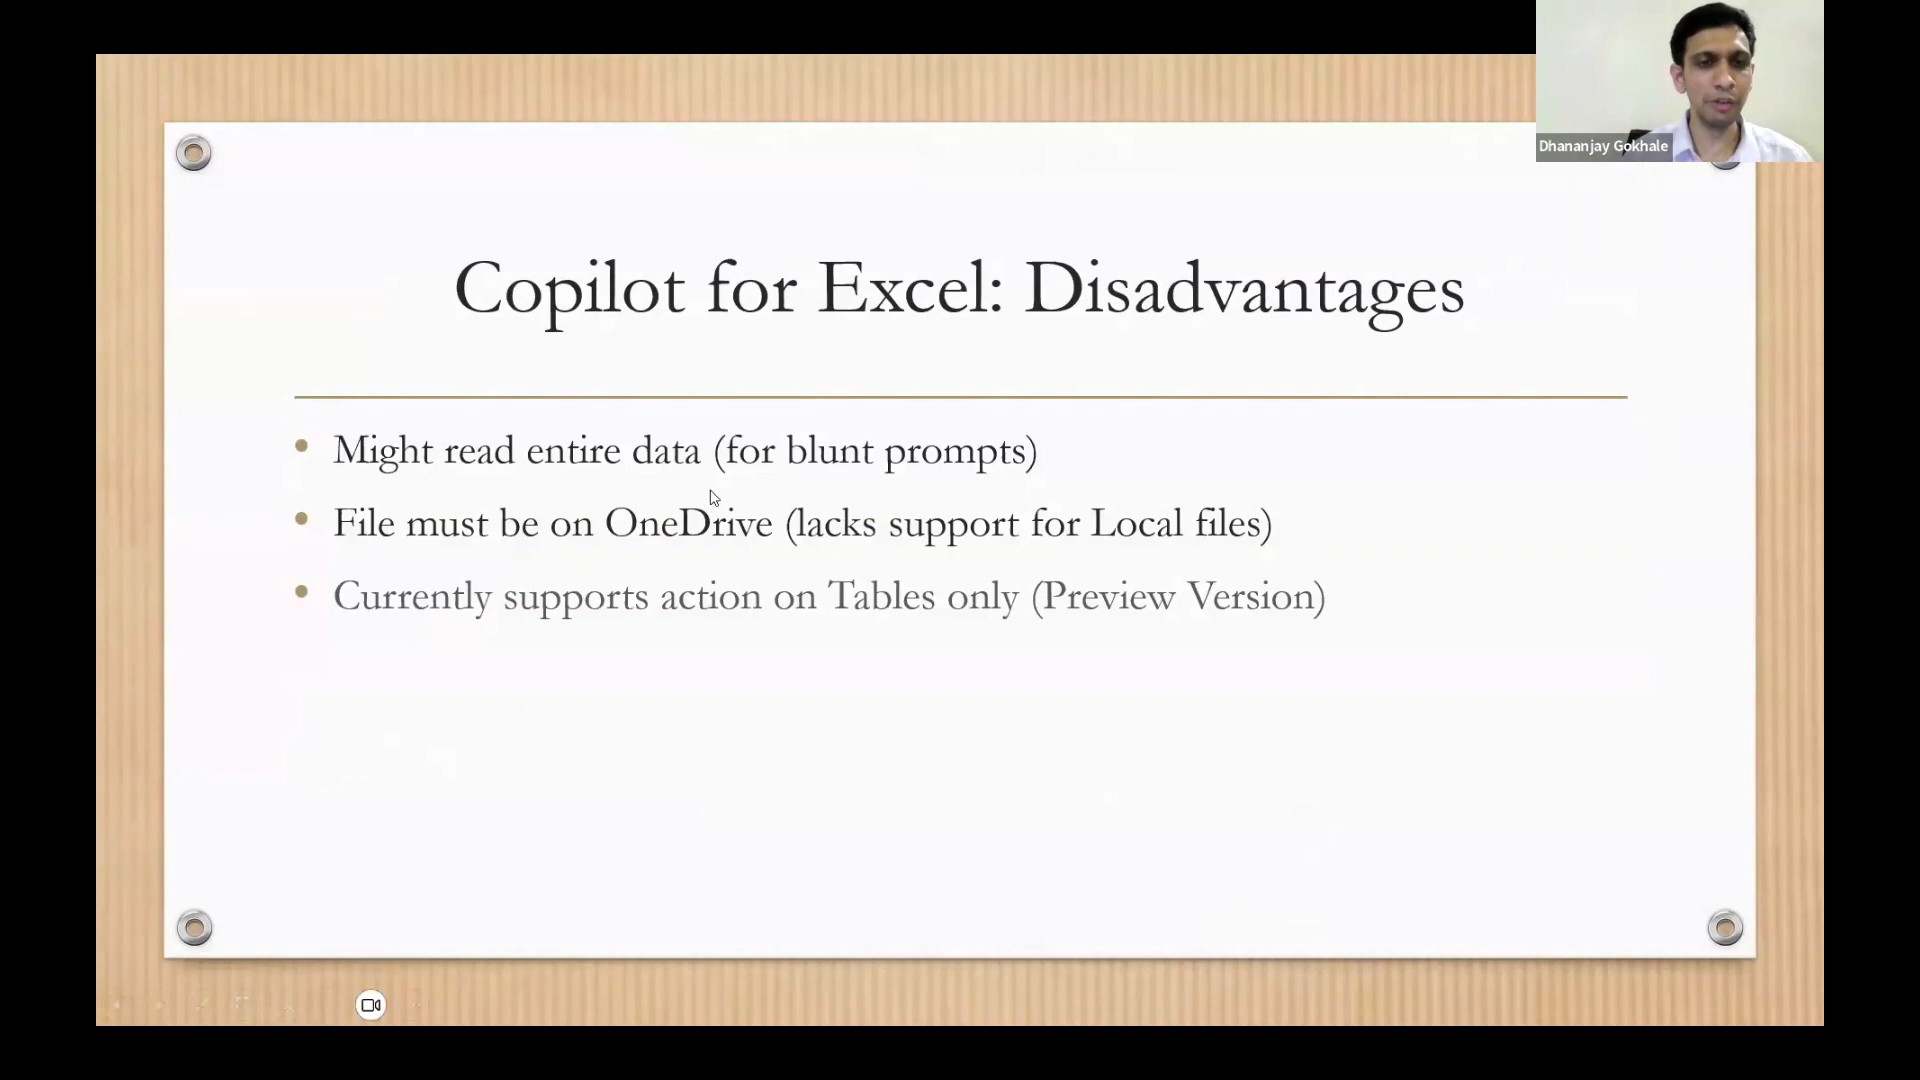 Dhananjay Gokhale
Copilot for Excel: Disadvantages
Might read entire data (for blunt prompts)
File must be on OneDrive (lacks support for Local files)
Currently supports action on Tables only (Preview Version)